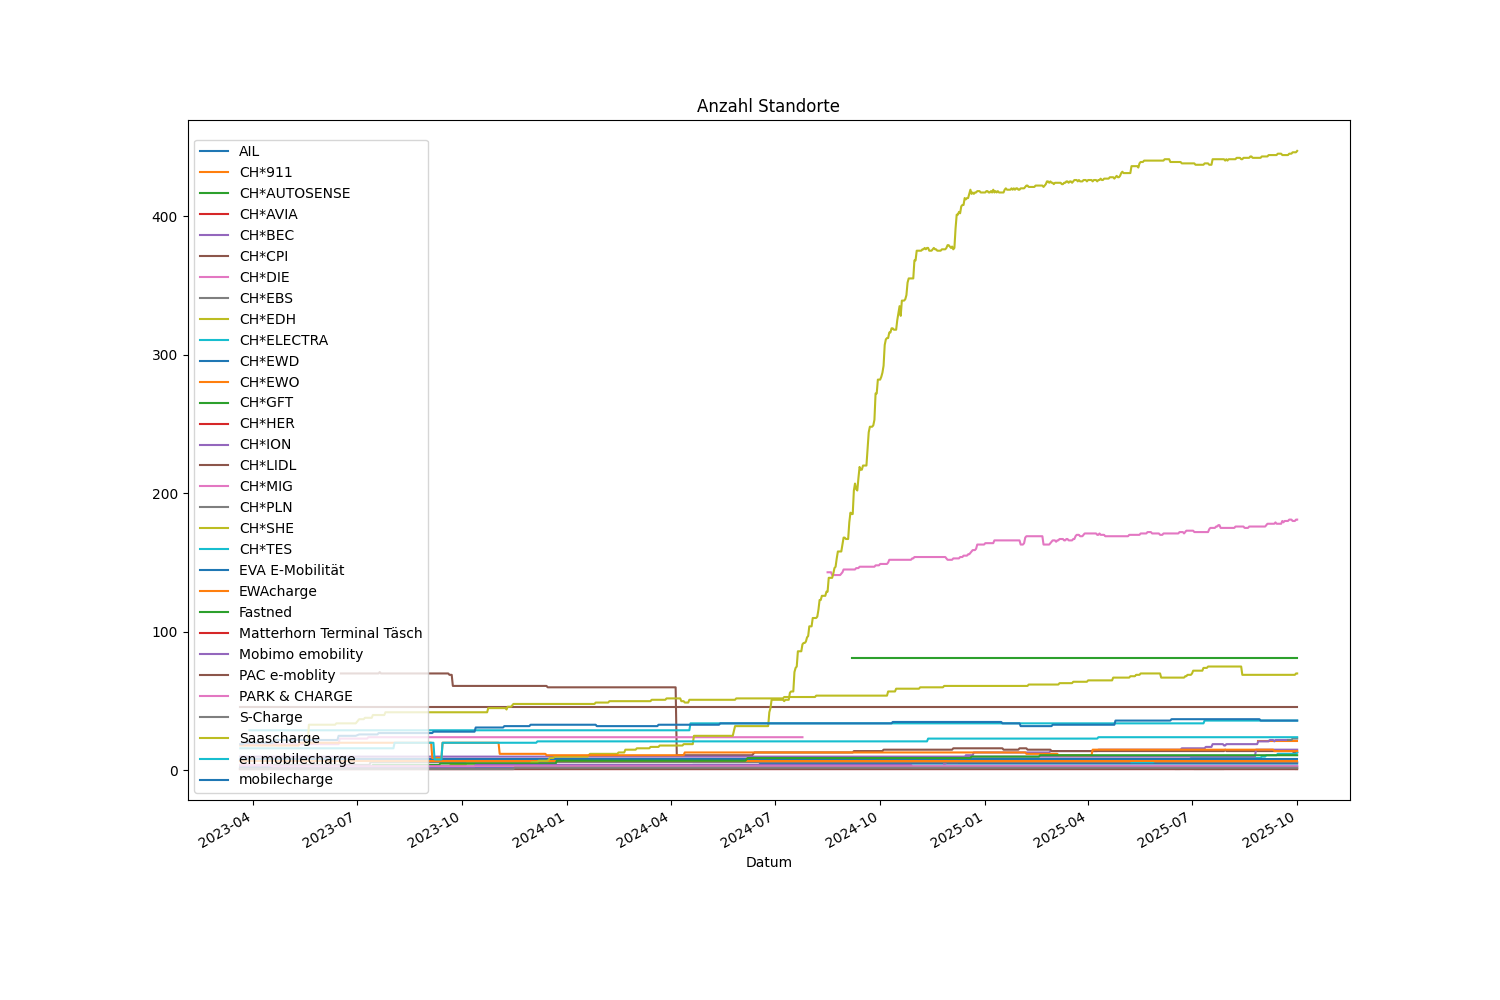 Anzahl Standorte
AIL
CH*911
CH*AUTOSENSE
CH*AVIA
CH*BEC
CH*CPI
CH*DIE
CH*EBS
CH*EDH
CH*ELECTRA
CH*EWD
CH*EWO
CH*GFT
CH*HER
CH*ION
CH*LIDL
CH*MIG
CH*PLN
CH*SHE
CH*TES
EVA E-Mobilität
EWAcharge
Fastned
Matterhorn Terminal Täsch
Mobimo emobility
PAC e-moblity
PARK & CHARGE
S-Charge
Saascharge
en mobilecharge
mobilecharge
400
300
200
100
0
2023-04
2023-07
2023-10
2024-01
2024-04
2024-07
2024-10
2025-01
2025-04
2025-07
2025-10
Datum